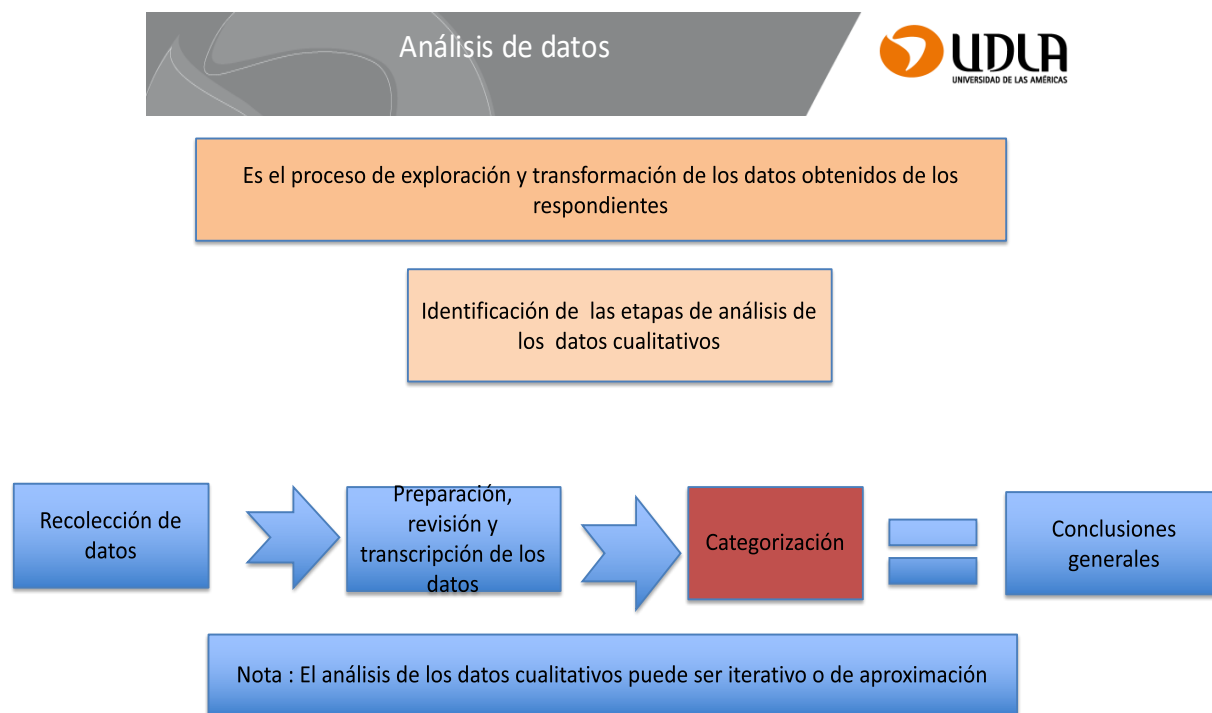 Análisis de datos
UDLA
UNIVERSIDAD DE LAS AMÉRICAS
Es el proceso de exploración y transformación de los datos obtenidos de los
respondientes
Identificación de  las etapas de análisis de
los  datos cualitativos
Recolección de
datos
Preparación,
revisión y
transcripción de los
datos
Categorización
Conclusiones
generales
Nota : El análisis de los datos cualitativos puede ser iterativo o de aproximación